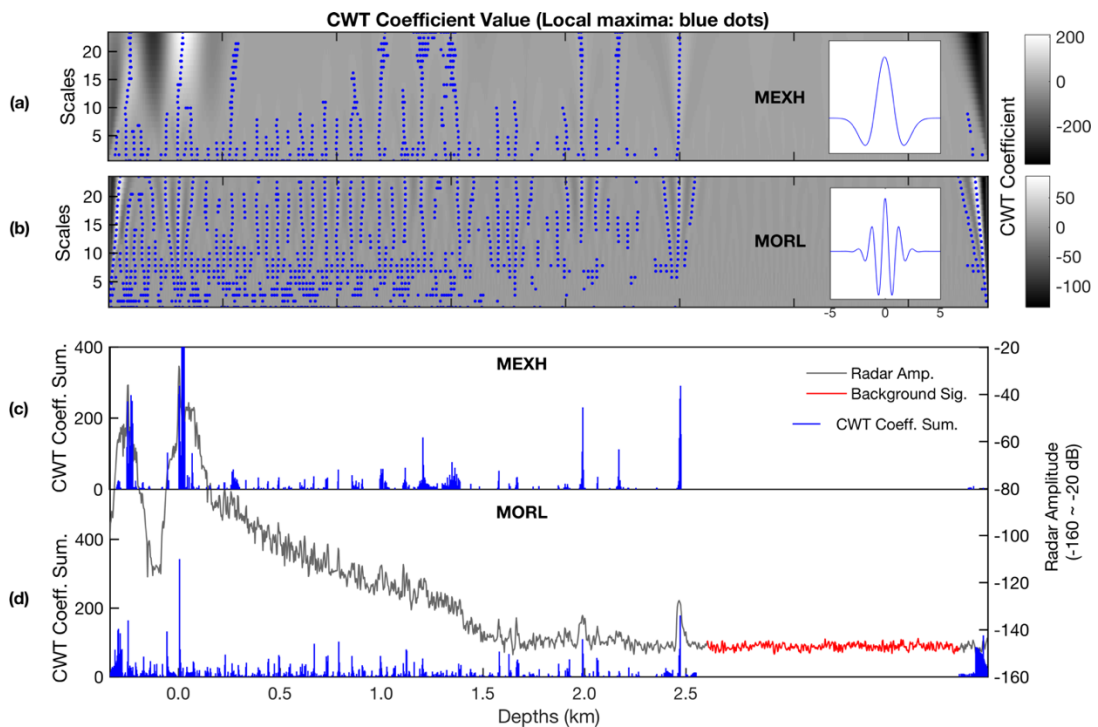 CWT Coefficient Value (Local maxima: blue dots)
(a)
Scales
20
15
10
5
MEXH
200
0
-200
(b)
Scales
20
15
10
5
MORL
-5 0 5
50
0
-50
-100
CWT Coefficient
(c)
CWT Coeff. Sum.
400
200
0
MEXH
Radar Amp.
Background Sig.
CWT Coeff. Sum.
(d)
CWT Coeff. Sum.
400
200
0
MORL
-20
-40
-60
-80
-100
-120
-140
-160
Radar Amplitude
(-160 ~ -20 dB)
0.0 0.5 1.0 1.5 2.0 2.5
Depths (km)